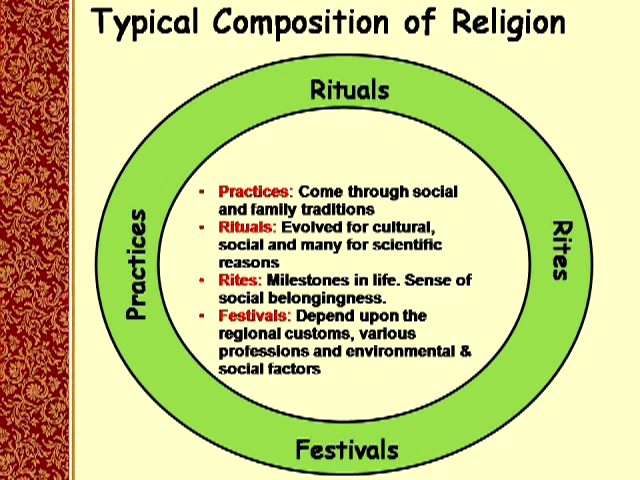 Typical Composition of Religion
Rituals
Practices
Rites
• Practices: Come through social
and family traditions
• Rituals: Evolved for cultural,
social and many for scientific
reasons
• Rites: Milestones in life. Sense of
social belongingness.
• Festivals: Depend upon the
regional customs, various
professions and environmental &
social factors
Festivals